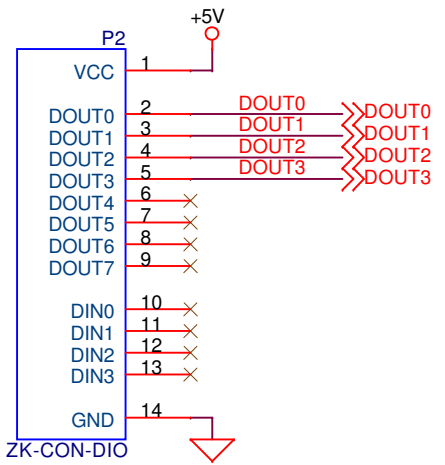 +5V
P2
VCC 1
DOUT0 2 DOUT0 DOUT0
DOUT1 3 DOUT1 DOUT1
DOUT2 4 DOUT2 DOUT2
DOUT3 5 DOUT3 DOUT3
DOUT4 6
DOUT5 7
DOUT6 8
DOUT7 9
DIN0 10
DIN1 11
DIN2 12
DIN3 13
GND 14
ZK-CON-DIO